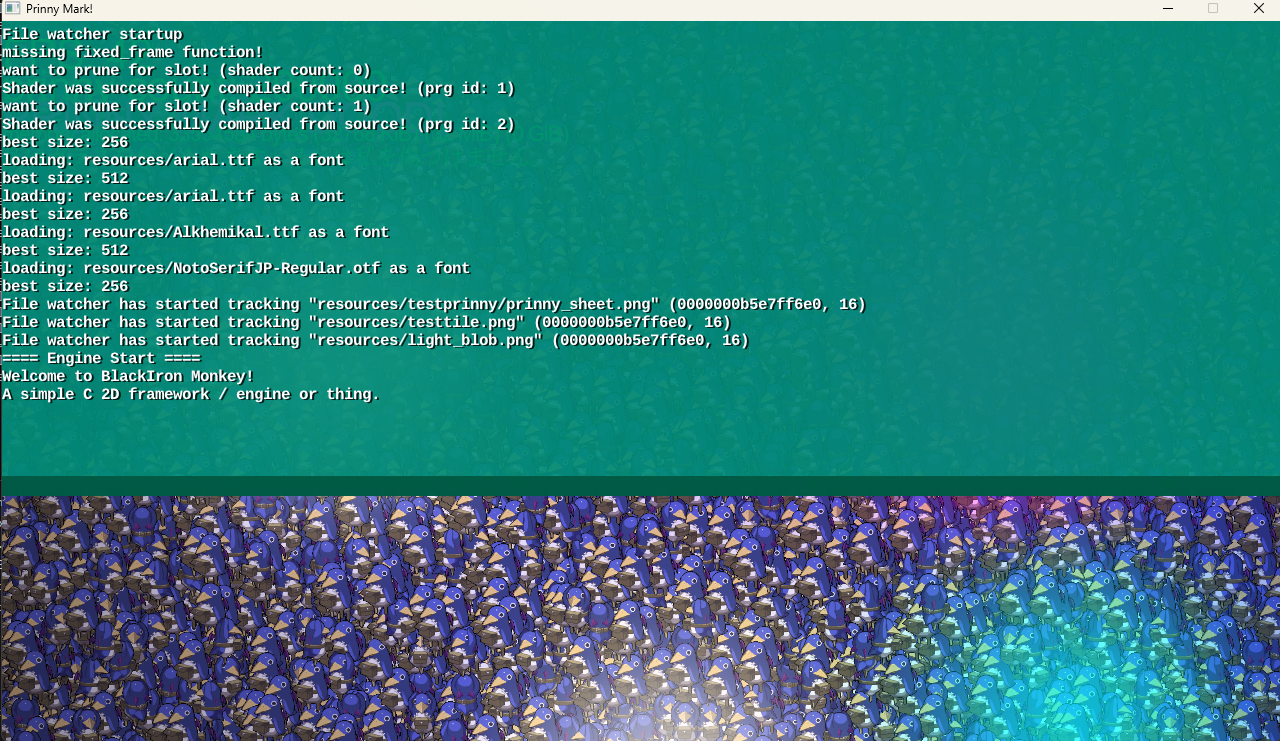 Prinny Mark!
File watcher startup
missing fixed_frame function!
want to prune for slot! (shader count: 0)
Shader was successfully compiled from source! (prg id: 1)
want to prune for slot! (shader count: 1)
Shader was successfully compiled from source! (prg id: 2)
best size: 256
loading: resources/arial.ttf as a font
best size: 512
loading: resources/arial.ttf as a font
best size: 256
loading: resources/Alkhemikal.ttf as a font
best size: 512
loading: resources/NotoSerifJP-Regular.otf as a font
best size: 256
File watcher has started tracking "resources/testprinny/prinny_sheet.png" (0000000b5e7ff6e0, 16)
File watcher has started tracking "resources/testtile.png" (0000000b5e7ff6e0, 16)
File watcher has started tracking "resources/light_blob.png" (0000000b5e7ff6e0, 16)
==== Engine Start ====
Welcome to BlackIron Monkey!
A simple C 2D framework / engine or thing.